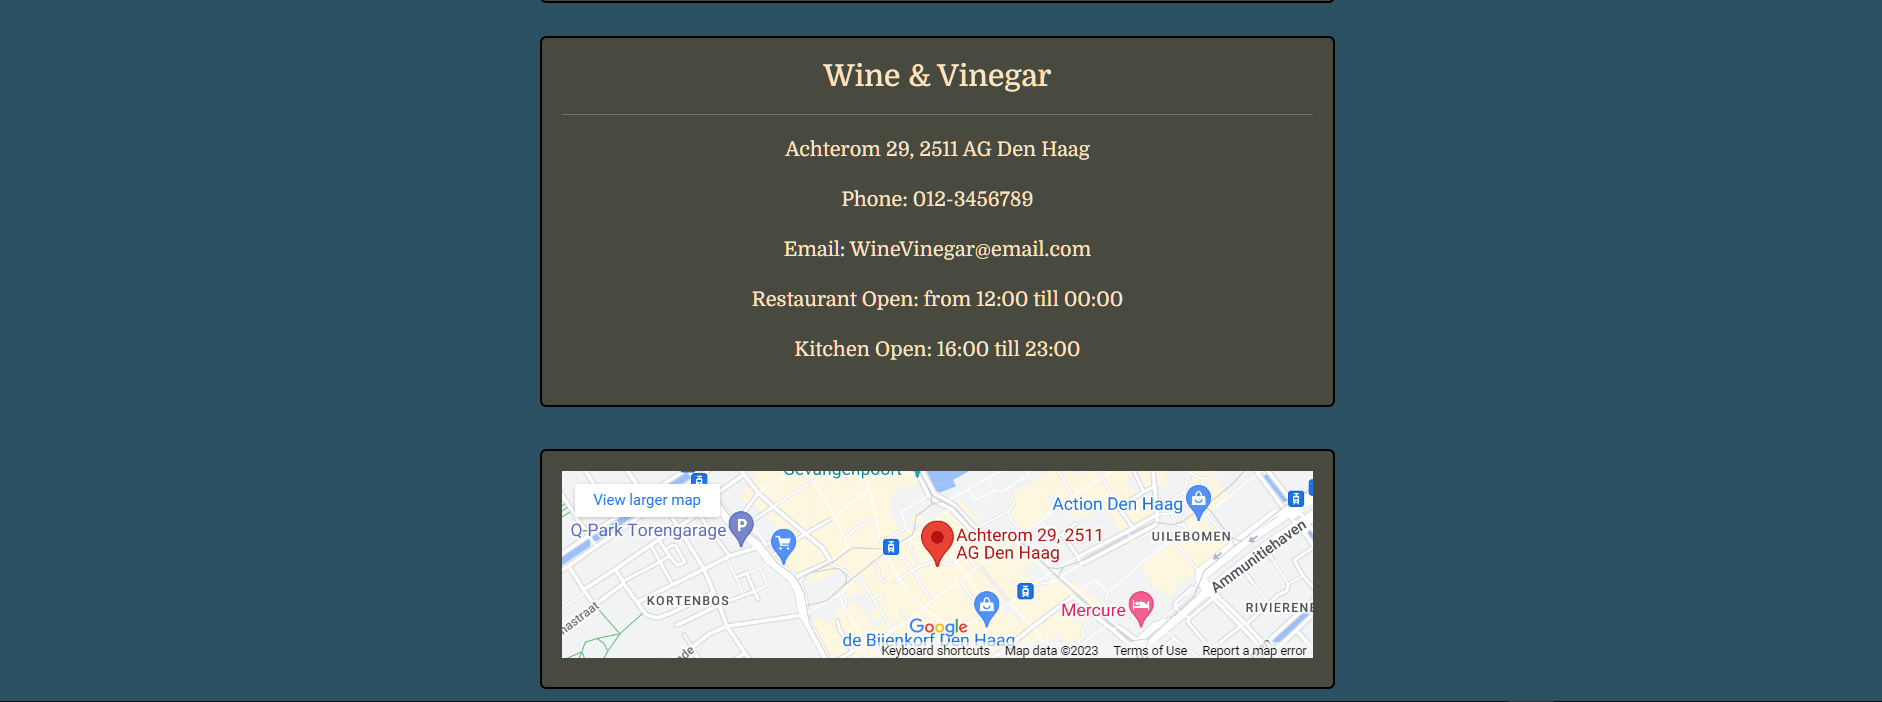 Wine & Vinegar
Achterom 29, 2511 AG Den Haag
Phone: 012-3456789
Email: WineVinegar@email.com
Restaurant Open: from 12:00 till 00:00
Kitchen Open: 16:00 till 23:00
Gevangenpoort
View larger map
Action Den Haag
Q-Park Torengarage
P
Achterom 29, 2511
AG Den Haag
UILEBOMEN
Ammunitiehaven
KORTENBOS
Mercure
RIVIERENB
nastraat
Google
de Bijenkorf Den Haag
de
Keyboard shortcuts
Map data ©2023
Terms of Use
Report a map error